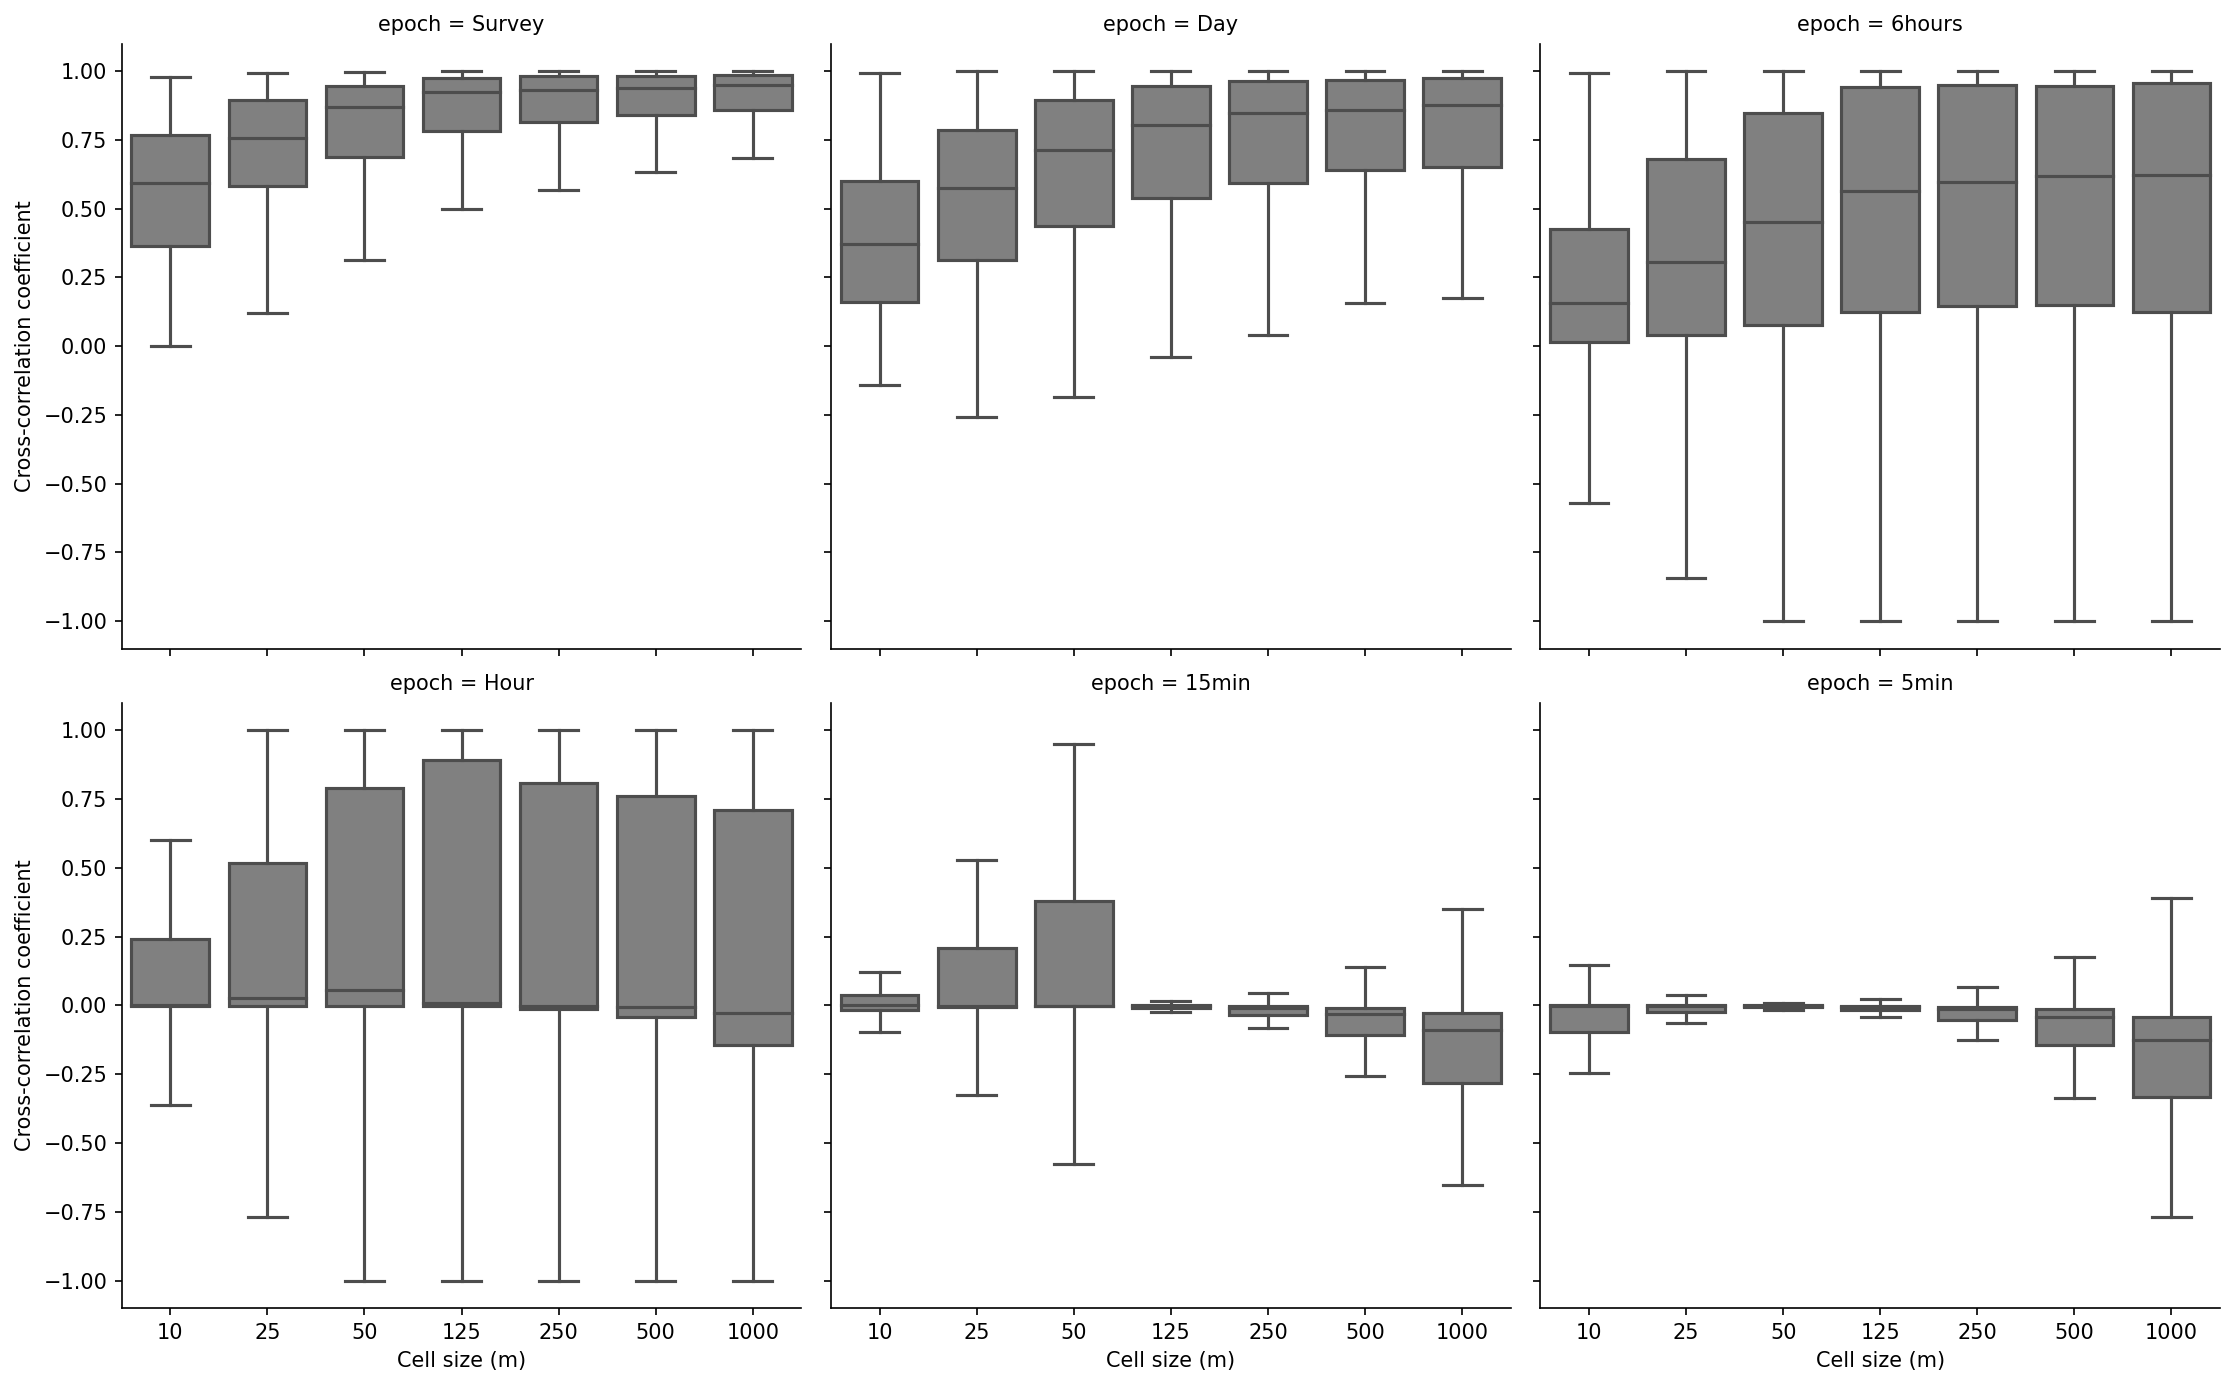 epoch = Survey
epoch = Day
epoch = 6hours
Cross-correlation coefficient
1.00
0.75
0.50
0.25
0.00
−0.25
−0.50
−0.75
−1.00
epoch = Hour
epoch = 15min
epoch = 5min
Cross-correlation coefficient
1.00
0.75
0.50
0.25
0.00
−0.25
−0.50
−0.75
−1.00
10 25 50 125 250 500 1000
10 25 50 125 250 500 1000
10 25 50 125 250 500 1000
Cell size (m)
Cell size (m)
Cell size (m)